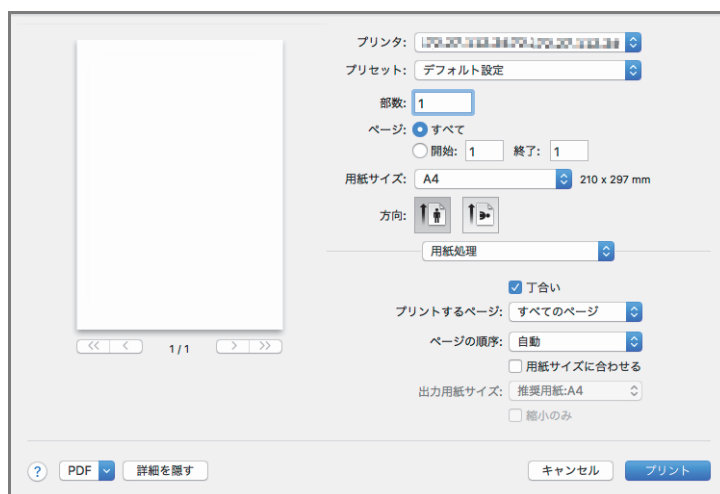 プリンタ:
プリセット: デフォルト設定
部数: 1
ページ: すべて
開始: 1 終了: 1
用紙サイズ: A4 210 x 297 mm
方向:
用紙処理
丁合い
プリントするページ: すべてのページ
ページの順序: 自動
用紙サイズに合わせる
出力用紙サイズ: 推奨用紙:A4
縮小のみ
<< < 1 / 1 > >>
? PDF 詳細を隠す キャンセル プリント